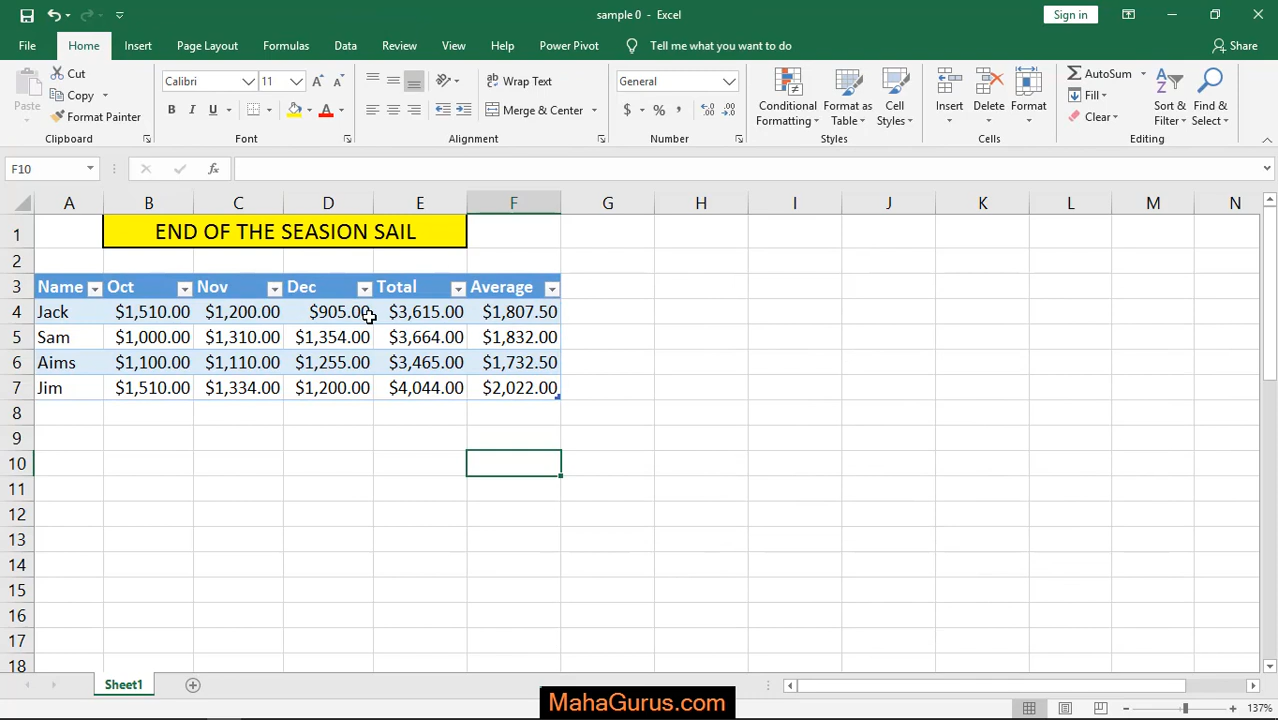 sample 0 - Excel
Sign in
File Home Insert Page Layout Formulas Data Review View Help Power Pivot Tell me what you want to do Share
Paste Cut Copy Format Painter
Calibri 11
B I U A
Wrap Text
Merge & Center
General
$ % ,
Conditional Formatting Format as Table Cell Styles
Insert Delete Format
AutoSum Fill Clear
Sort & Filter Find & Select
Clipboard Font Alignment Number Styles Cells Editing
F10 fx
A B C D E F G H I J K L M N
1 END OF THE SEASION SAIL
2
3 Name Oct Nov Dec Total Average
4 Jack $1,510.00 $1,200.00 $905.00 $3,615.00 $1,807.50
5 Sam $1,000.00 $1,310.00 $1,354.00 $3,664.00 $1,832.00
6 Aims $1,100.00 $1,110.00 $1,255.00 $3,465.00 $1,732.50
7 Jim $1,510.00 $1,334.00 $1,200.00 $4,044.00 $2,022.00
8
9
10
11
12
13
14
15
16
17
18
Sheet1
MahaGurus.com
137%